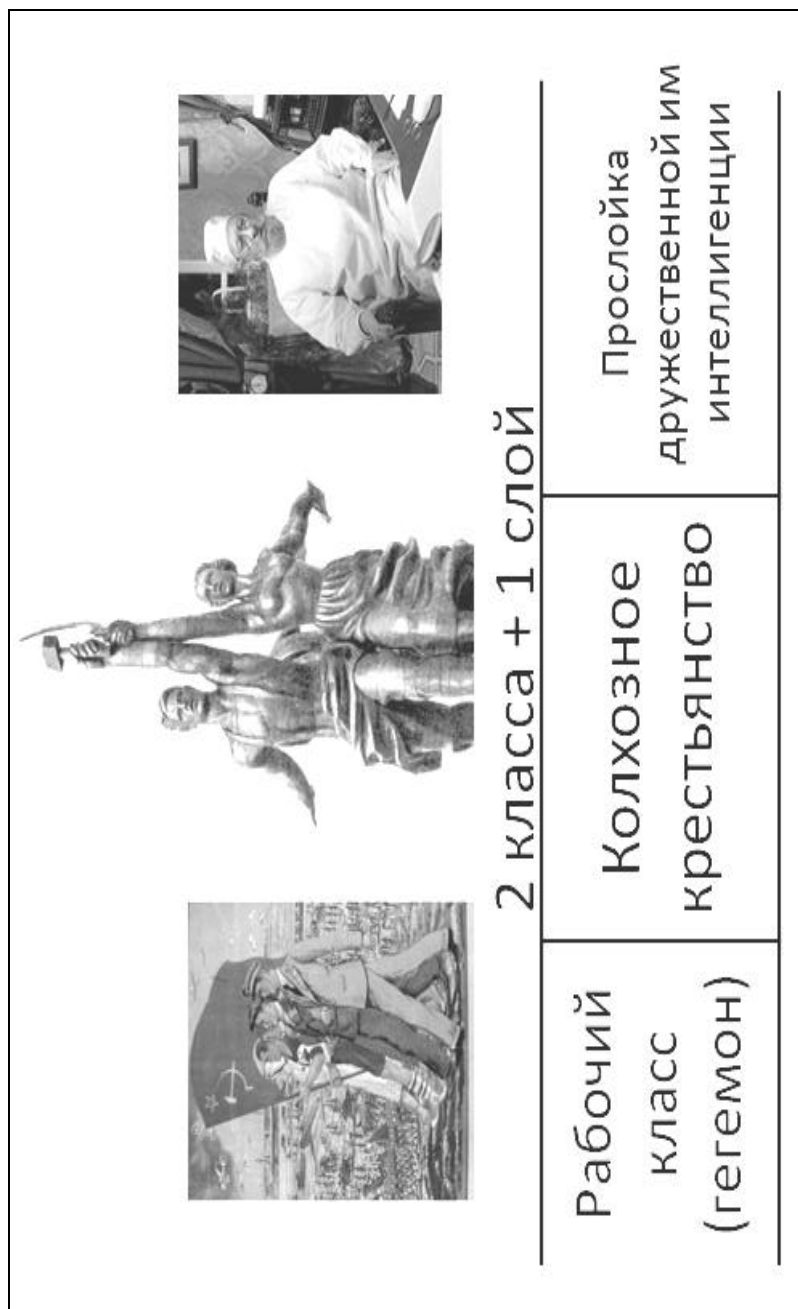 2 класса + 1 слой
Рабочий
класс
(гегемон)
Колхозное
крестьянство
Прослойка
дружественной им
интеллигенции